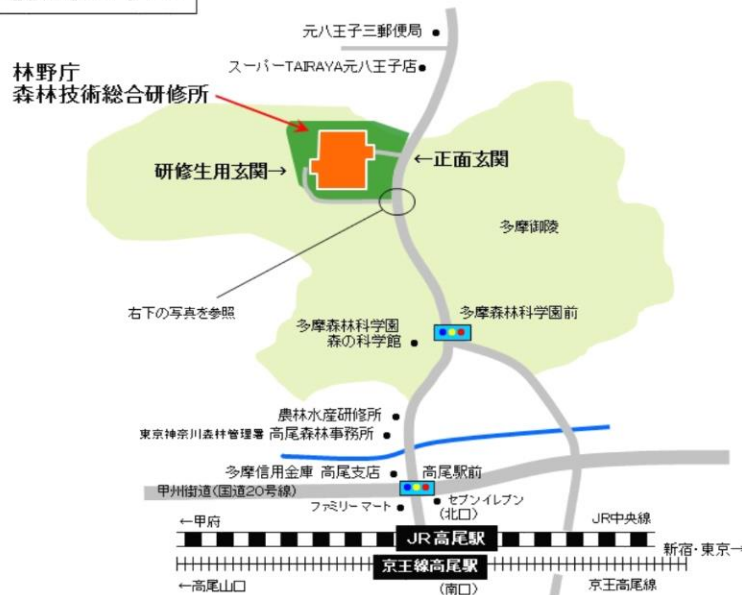 元八王子三郵便局
スーパーTAIRAYA元八王子店
林野庁
森林技術総合研修所
研修生用玄関→
←正面玄関
多摩御陵
右下の写真を参照
多摩森林科学園前
多摩森林科学園
森の科学館
農林水産研修所
東京神奈川森林管理署 高尾森林事務所
多摩信用金庫 高尾支店
高尾駅前
甲州街道(国道20号線)
ファミリーマート
セブンイレブン
(北口)
←甲府
JR中央線
JR高尾駅
新宿・東京→
京王線高尾駅
←高尾山口
(南口)
京王高尾線